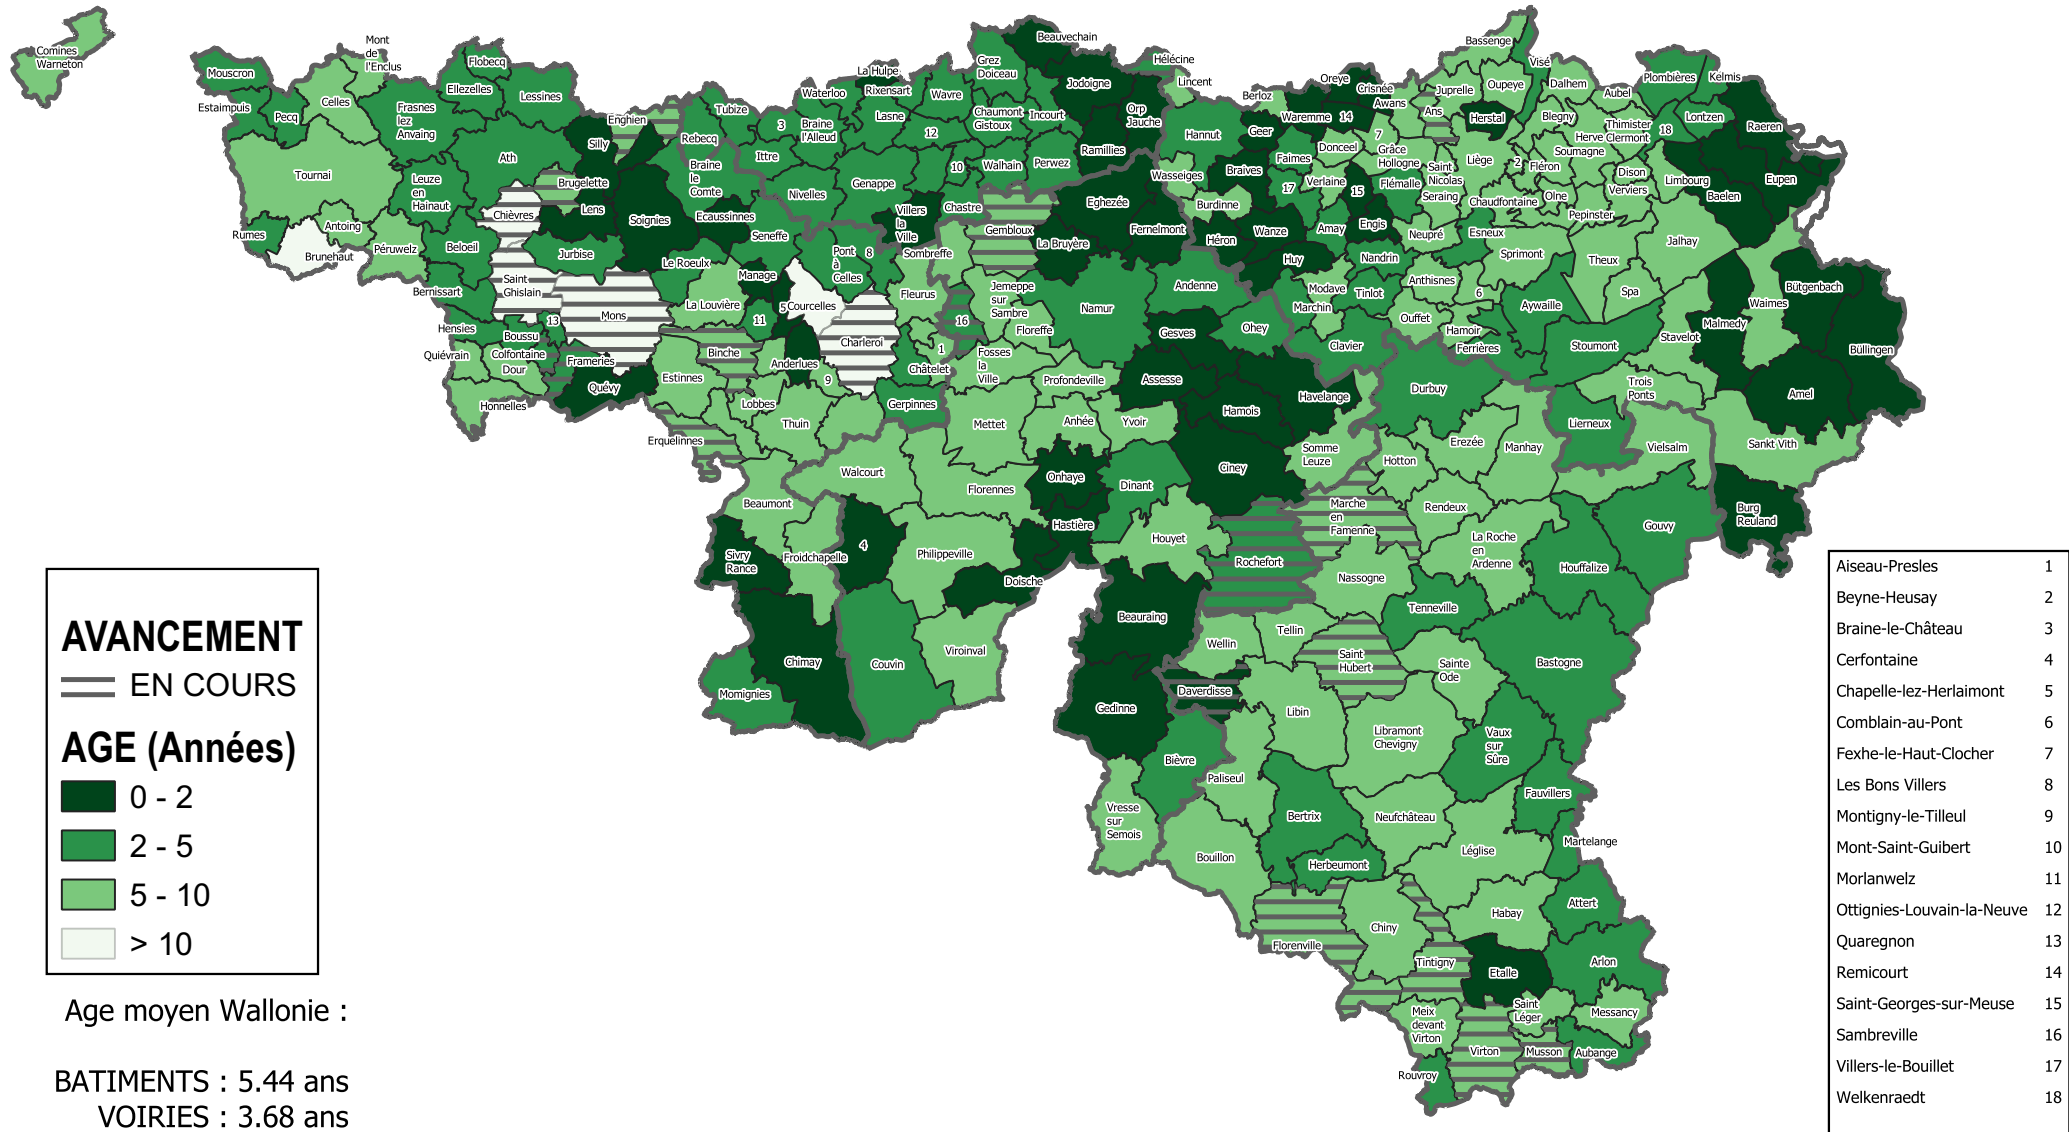 Comines
Warneton
Mont
de
l'Enclus
Mouscron
Estaimpuis
Pecq
Celles
Frasnes
lez
Anvaing
Flobecq
Ellezelles
Lessines
Tournai
Ath
Leuze
en
Hainaut
Rumes
Brunehaut
Antoing
Péruwelz
Beloeil
Bernissart
Chièvres
Brugelette
Silly
Enghien
Lens
Jurbise
Saint
Ghislain
Mons
Soignies
Rebecq
Tubize
Braine
le
Comte
Ecaussinnes
Seneffe
Le Roeulx
La Louvière
Manage
5
Courcelles
11
Charleroi
Binche
Anderlues
9
Estinnes
Lobbes
Thuin
Erquelinnes
Hensies
Quiévrain
13
Boussu
Colfontaine
Dour
Frameries
Quévy
Honnelles
Beaumont
Sivry
Rance
Froidchapelle
Chimay
Momignies
3
Ittre
Waterloo
Braine
l'Alleud
Nivelles
La Hulpe
Rixensart
Lasne
Genappe
Wavre
12
Grez
Doiceau
Chaumont
Gistoux
10
Walhain
Chastre
Villers
la
Ville
Beauvechain
Jodoigne
Incourt
Perwez
Orp
Jauche
Ramillies
Hélécine
Lincent
Pont
à
Celles
8
Fleurus
Sombreffe
Gembloux
Eghezée
Fernelmont
La Bruyère
Jemeppe
sur
Sambre
16
1
Châtelet
Gerpinnes
Floreffe
Fosses
la
Ville
Namur
Andenne
Profondeville
Mettet
Anhée
Yvoir
Gesves
Ohey
Assesse
Hamois
Havelange
Ciney
Somme
Leuze
Walcourt
Florennes
Onhaye
Dinant
Hastière
4
Philippeville
Doische
Couvin
Viroinval
Houyet
Rochefort
Beauraing
Gedinne
Wellin
Daverdisse
Bièvre
Vresse
sur
Semois
Hannut
Wasseiges
Burdinne
Braives
Geer
Berloz
Waremme
Oreye
14
Crisnée
Awans
Faimes
17
Donceel
Verlaine
15
7
Grâce
Hollogne
Flémalle
Héron
Wanze
Huy
Amay
Engis
Nandrin
Modave
Marchin
Tinlot
Clavier
Bassenge
Juprelle
Oupeye
Visé
Dalhem
Aubel
Ans
Herstal
Blegny
Liège
2
Saint
Nicolas
Seraing
Neupré
Esneux
Chaudfontaine
Fléron
Soumagne
Herve
Thimister
Clermont
Olne
Pepinster
Dison
Verviers
Plombières
Kelmis
18
Lontzen
Raeren
Limbourg
Baelen
Eupen
Anthisnes
6
Ouffet
Hamoir
Ferrières
Sprimont
Aywaille
Theux
Spa
Jalhay
Stoumont
Stavelot
Malmedy
Waimes
Bütgenbach
Büllingen
Amel
Trois
Ponts
Lierneux
Sankt Vith
Burg
Reuland
Durbuy
Hotton
Erezée
Manhay
Vielsalm
Marche
en
Famenne
Rendeux
La Roche
en
Ardenne
Gouvy
Houffalize
Nassogne
Tenneville
Tellin
Saint
Hubert
Sainte
Ode
Bastogne
Libin
Libramont
Chevigny
Vaux
sur
Sûre
Paliseul
Bertrix
Neufchâteau
Fauvillers
Bouillon
Herbeumont
Léglise
Martelange
Attert
Habay
Chiny
Florenville
Tintigny
Etalle
Arlon
Saint
Léger
Messancy
Meix
devant
Virton
Virton
Musson
Aubange
Rouvroy
AVANCEMENT
EN COURS
AGE (Années)
0 - 2
2 - 5
5 - 10
> 10
Age moyen Wallonie :
BATIMENTS : 5.44 ans
VOIRIES : 3.68 ans
Aiseau-Presles 1
Beyne-Heusay 2
Braine-le-Château 3
Cerfontaine 4
Chapelle-lez-Herlaimont 5
Comblain-au-Pont 6
Fexhe-le-Haut-Clocher 7
Les Bons Villers 8
Montigny-le-Tilleul 9
Mont-Saint-Guibert 10
Morlanwelz 11
Ottignies-Louvain-la-Neuve 12
Quaregnon 13
Remicourt 14
Saint-Georges-sur-Meuse 15
Sambreville 16
Villers-le-Bouillet 17
Welkenraedt 18